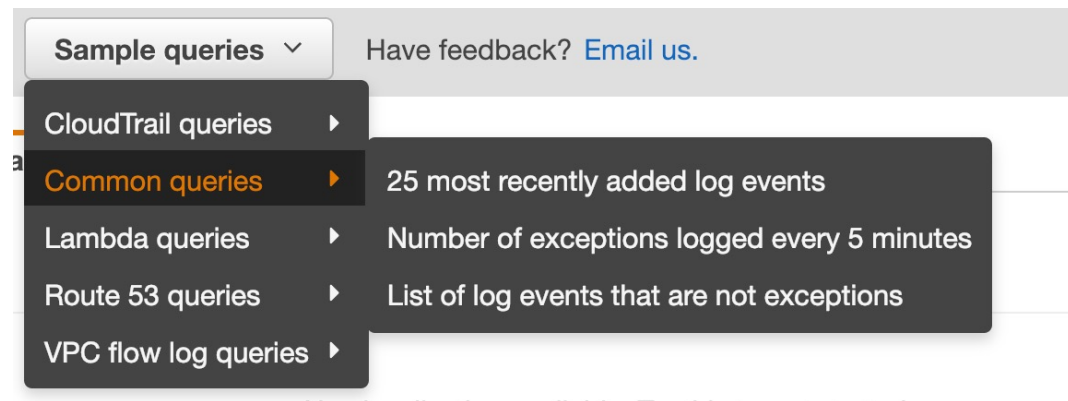 Sample queries
Have feedback? Email us.
CloudTrail queries
Common queries
Lambda queries
Route 53 queries
VPC flow log queries
25 most recently added log events
Number of exceptions logged every 5 minutes
List of log events that are not exceptions